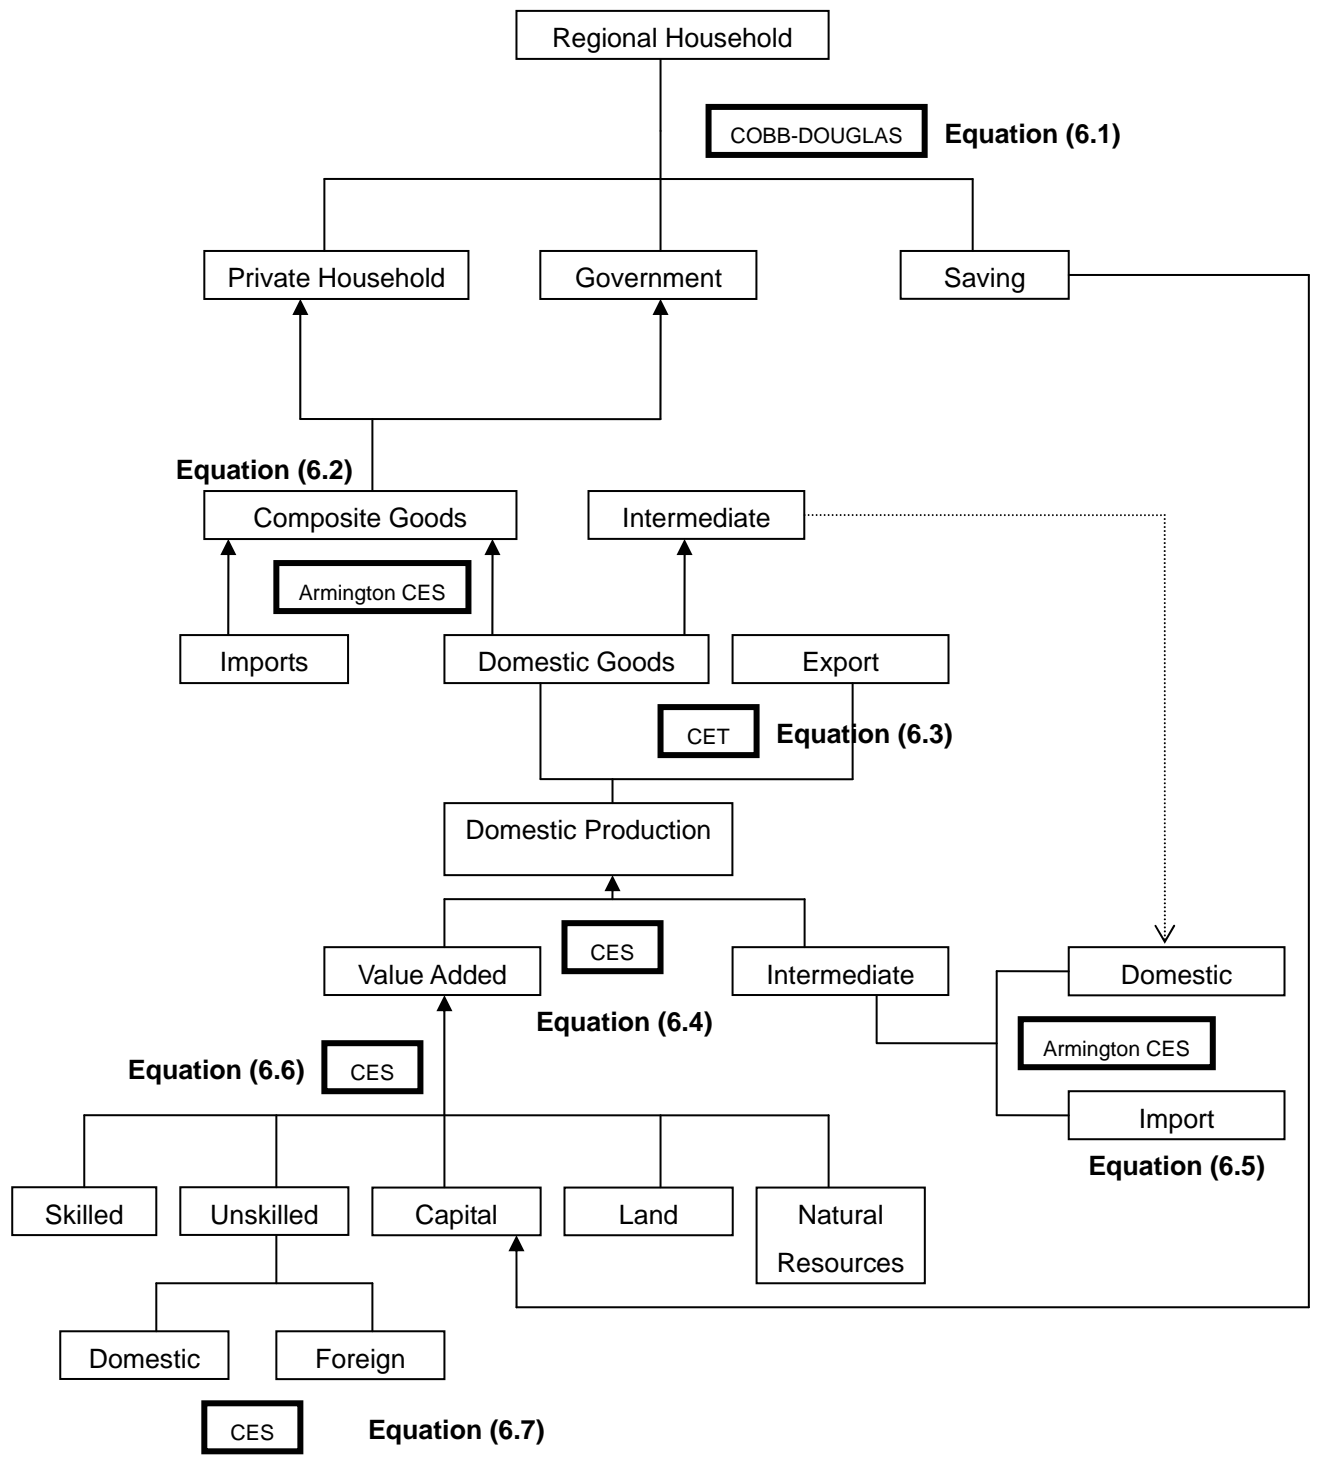 Regional Household
COBB-DOUGLAS
Equation (6.1)
Private Household
Government
Saving
Equation (6.2)
Composite Goods
Intermediate
Armington CES
Imports
Domestic Goods
Export
CET
Equation (6.3)
Domestic Production
CES
Value Added
Intermediate
Domestic
Equation (6.4)
Armington CES
Equation (6.6)
CES
Import
Equation (6.5)
Skilled
Unskilled
Capital
Land
Natural
Resources
Domestic
Foreign
CES
Equation (6.7)